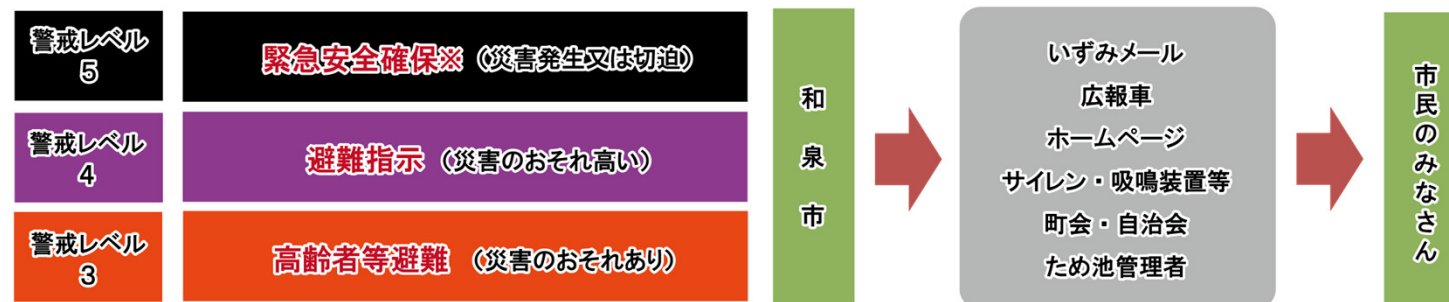 警戒レベル
5
緊急安全確保※（災害発生又は切迫）
警戒レベル
4
避難指示（災害のおそれ高い）
警戒レベル
3
高齢者等避難（災害のおそれあり）
和泉市
いずみメール
広報車
ホームページ
サイレン・吸鳴装置等
町会・自治会
ため池管理者
市民のみなさん